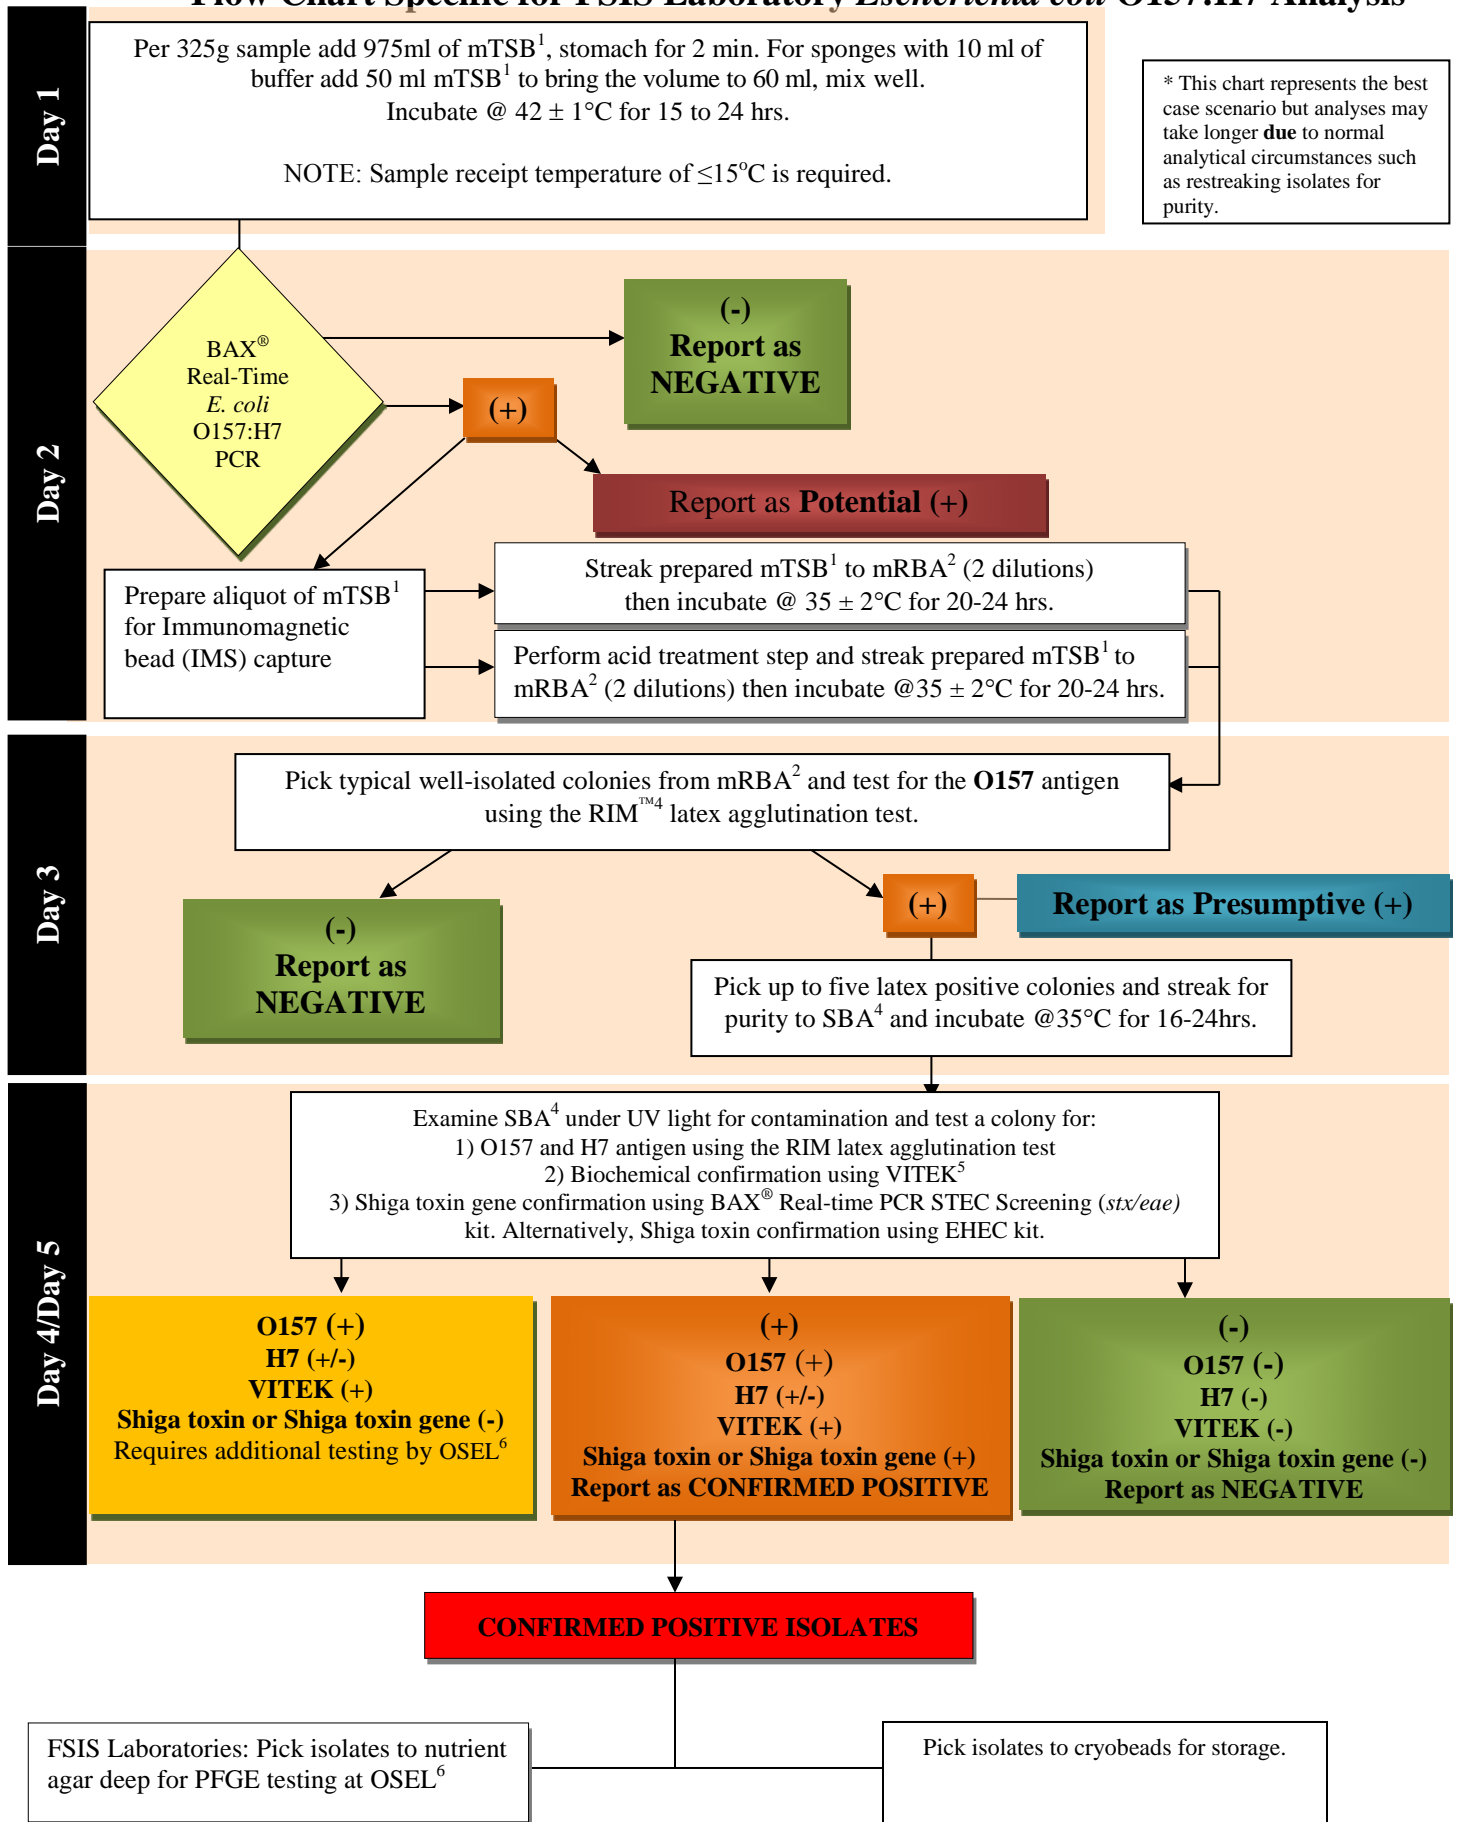 Flow Chart Specific for FSIS Laboratory Escherichia coli O157:H7 Analysis
Day 1
Per 325g sample add 975ml of mTSB1, stomach for 2 min. For sponges with 10 ml of
buffer add 50 ml mTSB1 to bring the volume to 60 ml, mix well.
Incubate @ 42 ± 1°C for 15 to 24 hrs.
NOTE: Sample receipt temperature of ≤15°C is required.
* This chart represents the best
case scenario but analyses may
take longer due to normal
analytical circumstances such
as restreaking isolates for
purity.
Day 2
BAX®
Real-Time
E. coli
O157:H7
PCR
(-)
Report as
NEGATIVE
(+)
Report as Potential (+)
Prepare aliquot of mTSB1
for Immunomagnetic
bead (IMS) capture
Streak prepared mTSB1 to mRBA2 (2 dilutions)
then incubate @ 35 ± 2°C for 20-24 hrs.
Perform acid treatment step and streak prepared mTSB1 to
mRBA2 (2 dilutions) then incubate @35 ± 2°C for 20-24 hrs.
Day 3
Pick typical well-isolated colonies from mRBA2 and test for the O157 antigen
using the RIM™4 latex agglutination test.
(-)
Report as
NEGATIVE
(+)
Report as Presumptive (+)
Pick up to five latex positive colonies and streak for
purity to SBA4 and incubate @35°C for 16-24hrs.
Day 4/Day 5
Examine SBA4 under UV light for contamination and test a colony for:
1) O157 and H7 antigen using the RIM latex agglutination test
2) Biochemical confirmation using VITEK5
3) Shiga toxin gene confirmation using BAX® Real-time PCR STEC Screening (stx/eae)
kit. Alternatively, Shiga toxin confirmation using EHEC kit.
O157 (+)
H7 (+/-)
VITEK (+)
Shiga toxin or Shiga toxin gene (-)
Requires additional testing by OSEL6
(+)
O157 (+)
H7 (+/-)
VITEK (+)
Shiga toxin or Shiga toxin gene (+)
Report as CONFIRMED POSITIVE
(-)
O157 (-)
H7 (-)
VITEK (-)
Shiga toxin or Shiga toxin gene (-)
Report as NEGATIVE
CONFIRMED POSITIVE ISOLATES
FSIS Laboratories: Pick isolates to nutrient
agar deep for PFGE testing at OSEL6
Pick isolates to cryobeads for storage.